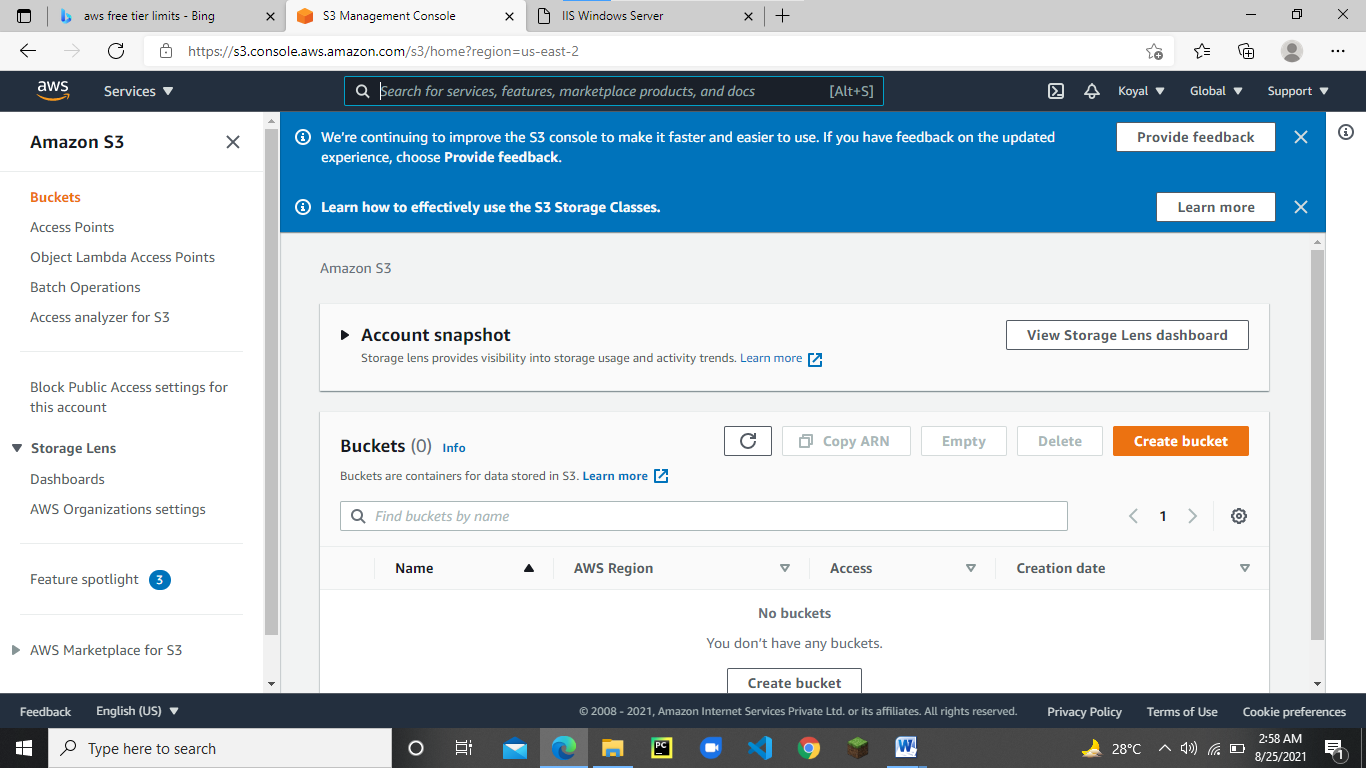 aws free tier limits - Bing
S3 Management Console
IIS Windows Server
https://s3.console.aws.amazon.com/s3/home?region=us-east-2
aws Services Search for services, features, marketplace products, and docs [Alt+S] Koyal Global Support
Amazon S3
Buckets
Access Points
Object Lambda Access Points
Batch Operations
Access analyzer for S3
Block Public Access settings for
this account
Storage Lens
Dashboards
AWS Organizations settings
Feature spotlight 3
AWS Marketplace for S3
We're continuing to improve the S3 console to make it faster and easier to use. If you have feedback on the updated
experience, choose Provide feedback.
Provide feedback
Learn how to effectively use the S3 Storage Classes.
Learn more
Amazon S3
Account snapshot
Storage lens provides visibility into storage usage and activity trends. Learn more
View Storage Lens dashboard
Buckets (0) Info
Copy ARN Empty Delete Create bucket
Buckets are containers for data stored in S3. Learn more
Find buckets by name
1
Name AWS Region Access Creation date
No buckets
You don't have any buckets.
Create bucket
Feedback English (US) © 2008 - 2021, Amazon Internet Services Private Ltd. or its affiliates. All rights reserved. Privacy Policy Terms of Use Cookie preferences
Type here to search
PC
W
28°C
2:58 AM
8/25/2021
1